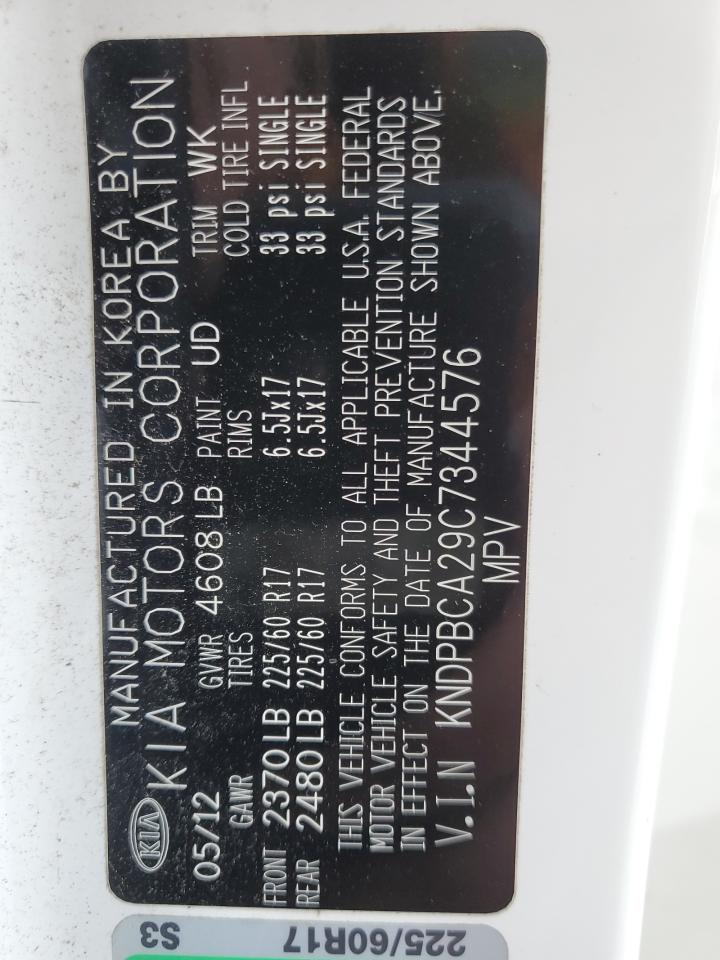 MANUFACTURED IN KOREA BY
KIA KIA MOTORS CORPORATION
05/12 GVWR 4608 LB PAINT UD TRIM WK
GAWR TIRES RIMS COLD TIRE INFL
FRONT 2370 LB 225/60 R17 6.5Jx17 33 psi SINGLE
REAR 2480 LB 225/60 R17 6.5Jx17 33 psi SINGLE
THIS VEHICLE CONFORMS TO ALL APPLICABLE U.S.A. FEDERAL
MOTOR VEHICLE SAFETY AND THEFT PREVENTION STANDARDS
IN EFFECT ON THE DATE OF MANUFACTURE SHOWN ABOVE.
V.I.N KNDPBCA29C7344576
MPV
225/60R17 S3